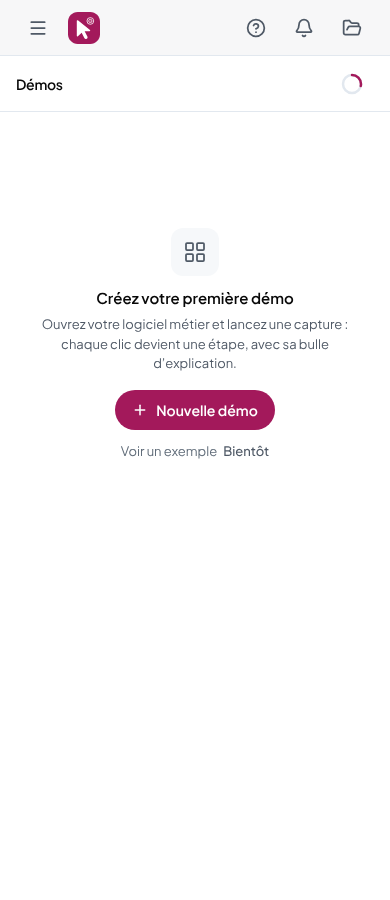 Démos
Créez votre première démo
Ouvrez votre logiciel métier et lancez une capture :
chaque clic devient une étape, avec sa bulle
d'explication.
Nouvelle démo
Voir un exemple Bientôt